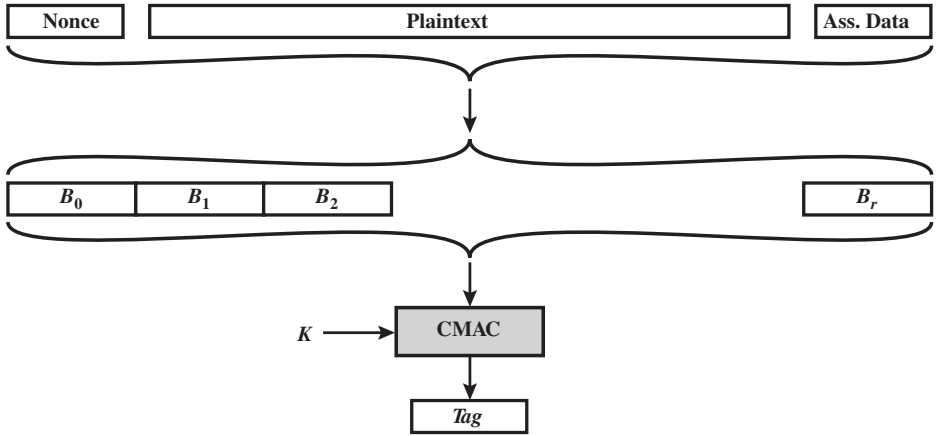 Nonce Plaintext Ass. Data
B₀ B₁ B₂ Bᵣ
K CMAC
Tag